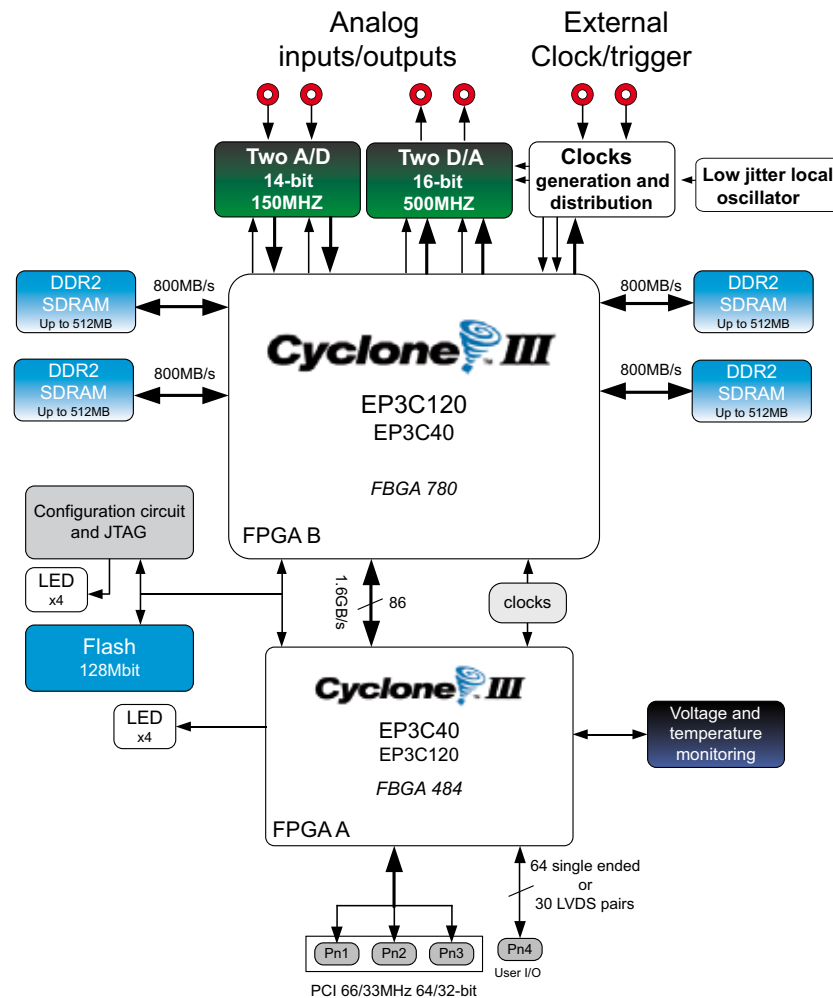 Analog
inputs/outputs
External
Clock/trigger
Two A/D
14-bit
150MHZ
Two D/A
16-bit
500MHZ
Clocks
generation and
distribution
Low jitter local
oscillator
DDR2
SDRAM
Up to 512MB
800MB/s
800MB/s
DDR2
SDRAM
Up to 512MB
DDR2
SDRAM
Up to 512MB
800MB/s
800MB/s
DDR2
SDRAM
Up to 512MB
Cyclone III
EP3C120
EP3C40
FBGA 780
FPGA B
Configuration circuit
and JTAG
LED
x4
Flash
128Mbit
1.6GB/s
86
clocks
Cyclone III
EP3C40
EP3C120
FBGA 484
FPGA A
LED
x4
Voltage and
temperature
monitoring
64 single ended
or
30 LVDS pairs
Pn1
Pn2
Pn3
Pn4
User I/O
PCI 66/33MHz 64/32-bit